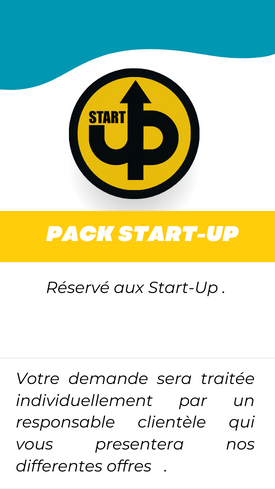 START
UP
PACK START-UP
Réservé aux Start-Up .
Votre demande sera traitée
individuellement par un
responsable clientèle qui
vous presentera nos
differentes offres .